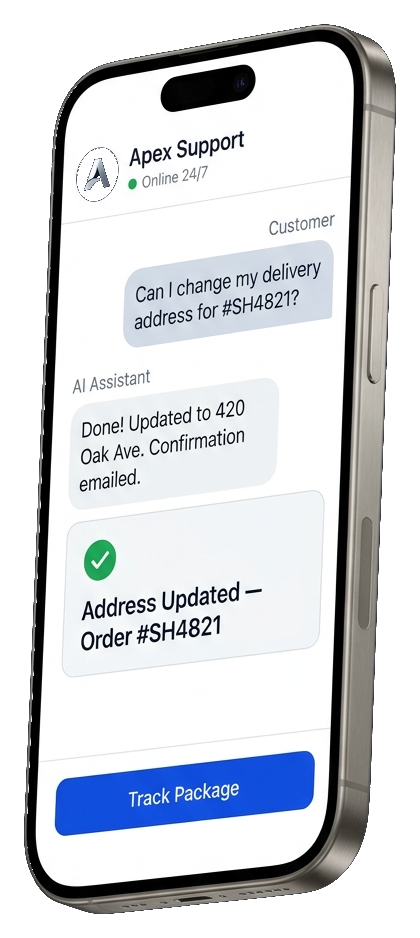 Apex Support
Online 24/7
Customer
Can I change my delivery
address for #SH4821?
AI Assistant
Done! Updated to 420
Oak Ave. Confirmation
emailed.
Address Updated —
Order #SH4821
Track Package